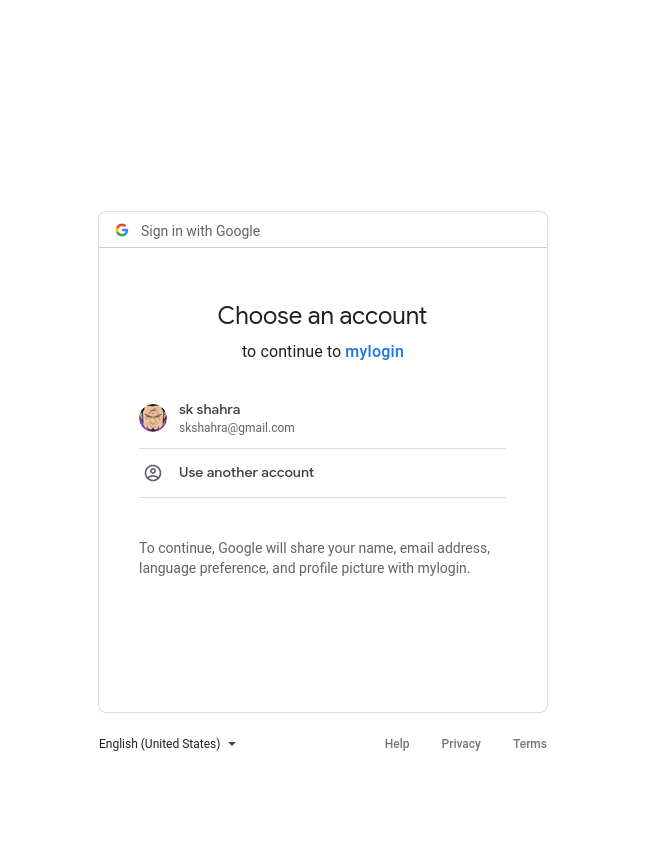 Sign in with Google
Choose an account
to continue to mylogin
sk shahra
skshahra@gmail.com
Use another account
To continue, Google will share your name, email address,
language preference, and profile picture with mylogin.
English (United States)
Help
Privacy
Terms